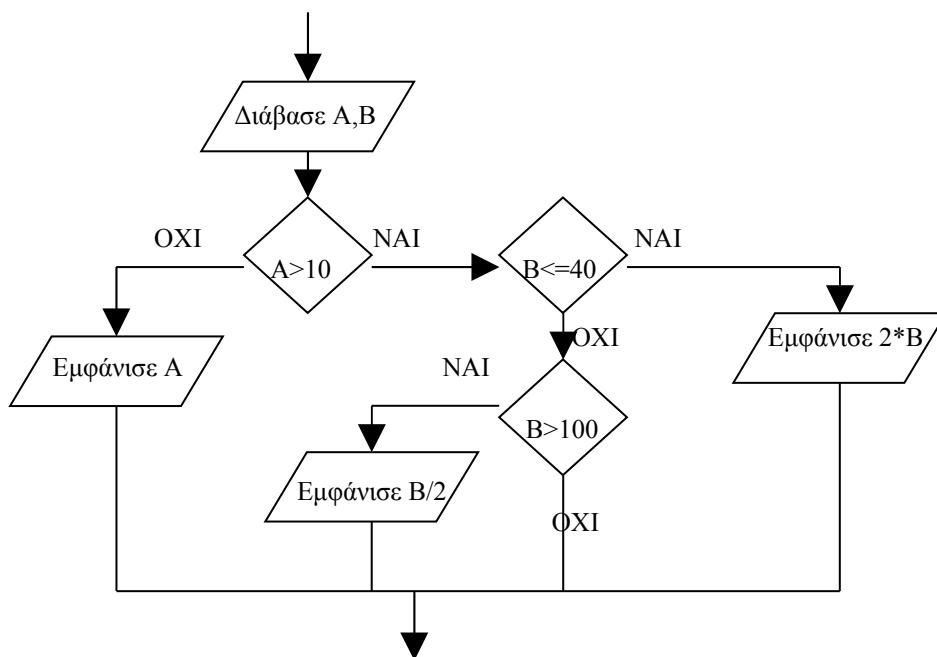 Διάβασε Α,Β
ΟΧΙ
ΝΑΙ
ΝΑΙ
Α>10
Β<=40
Εμφάνισε Α
ΟΧΙ
Εμφάνισε 2*Β
ΝΑΙ
Β>100
Εμφάνισε Β/2
ΟΧΙ